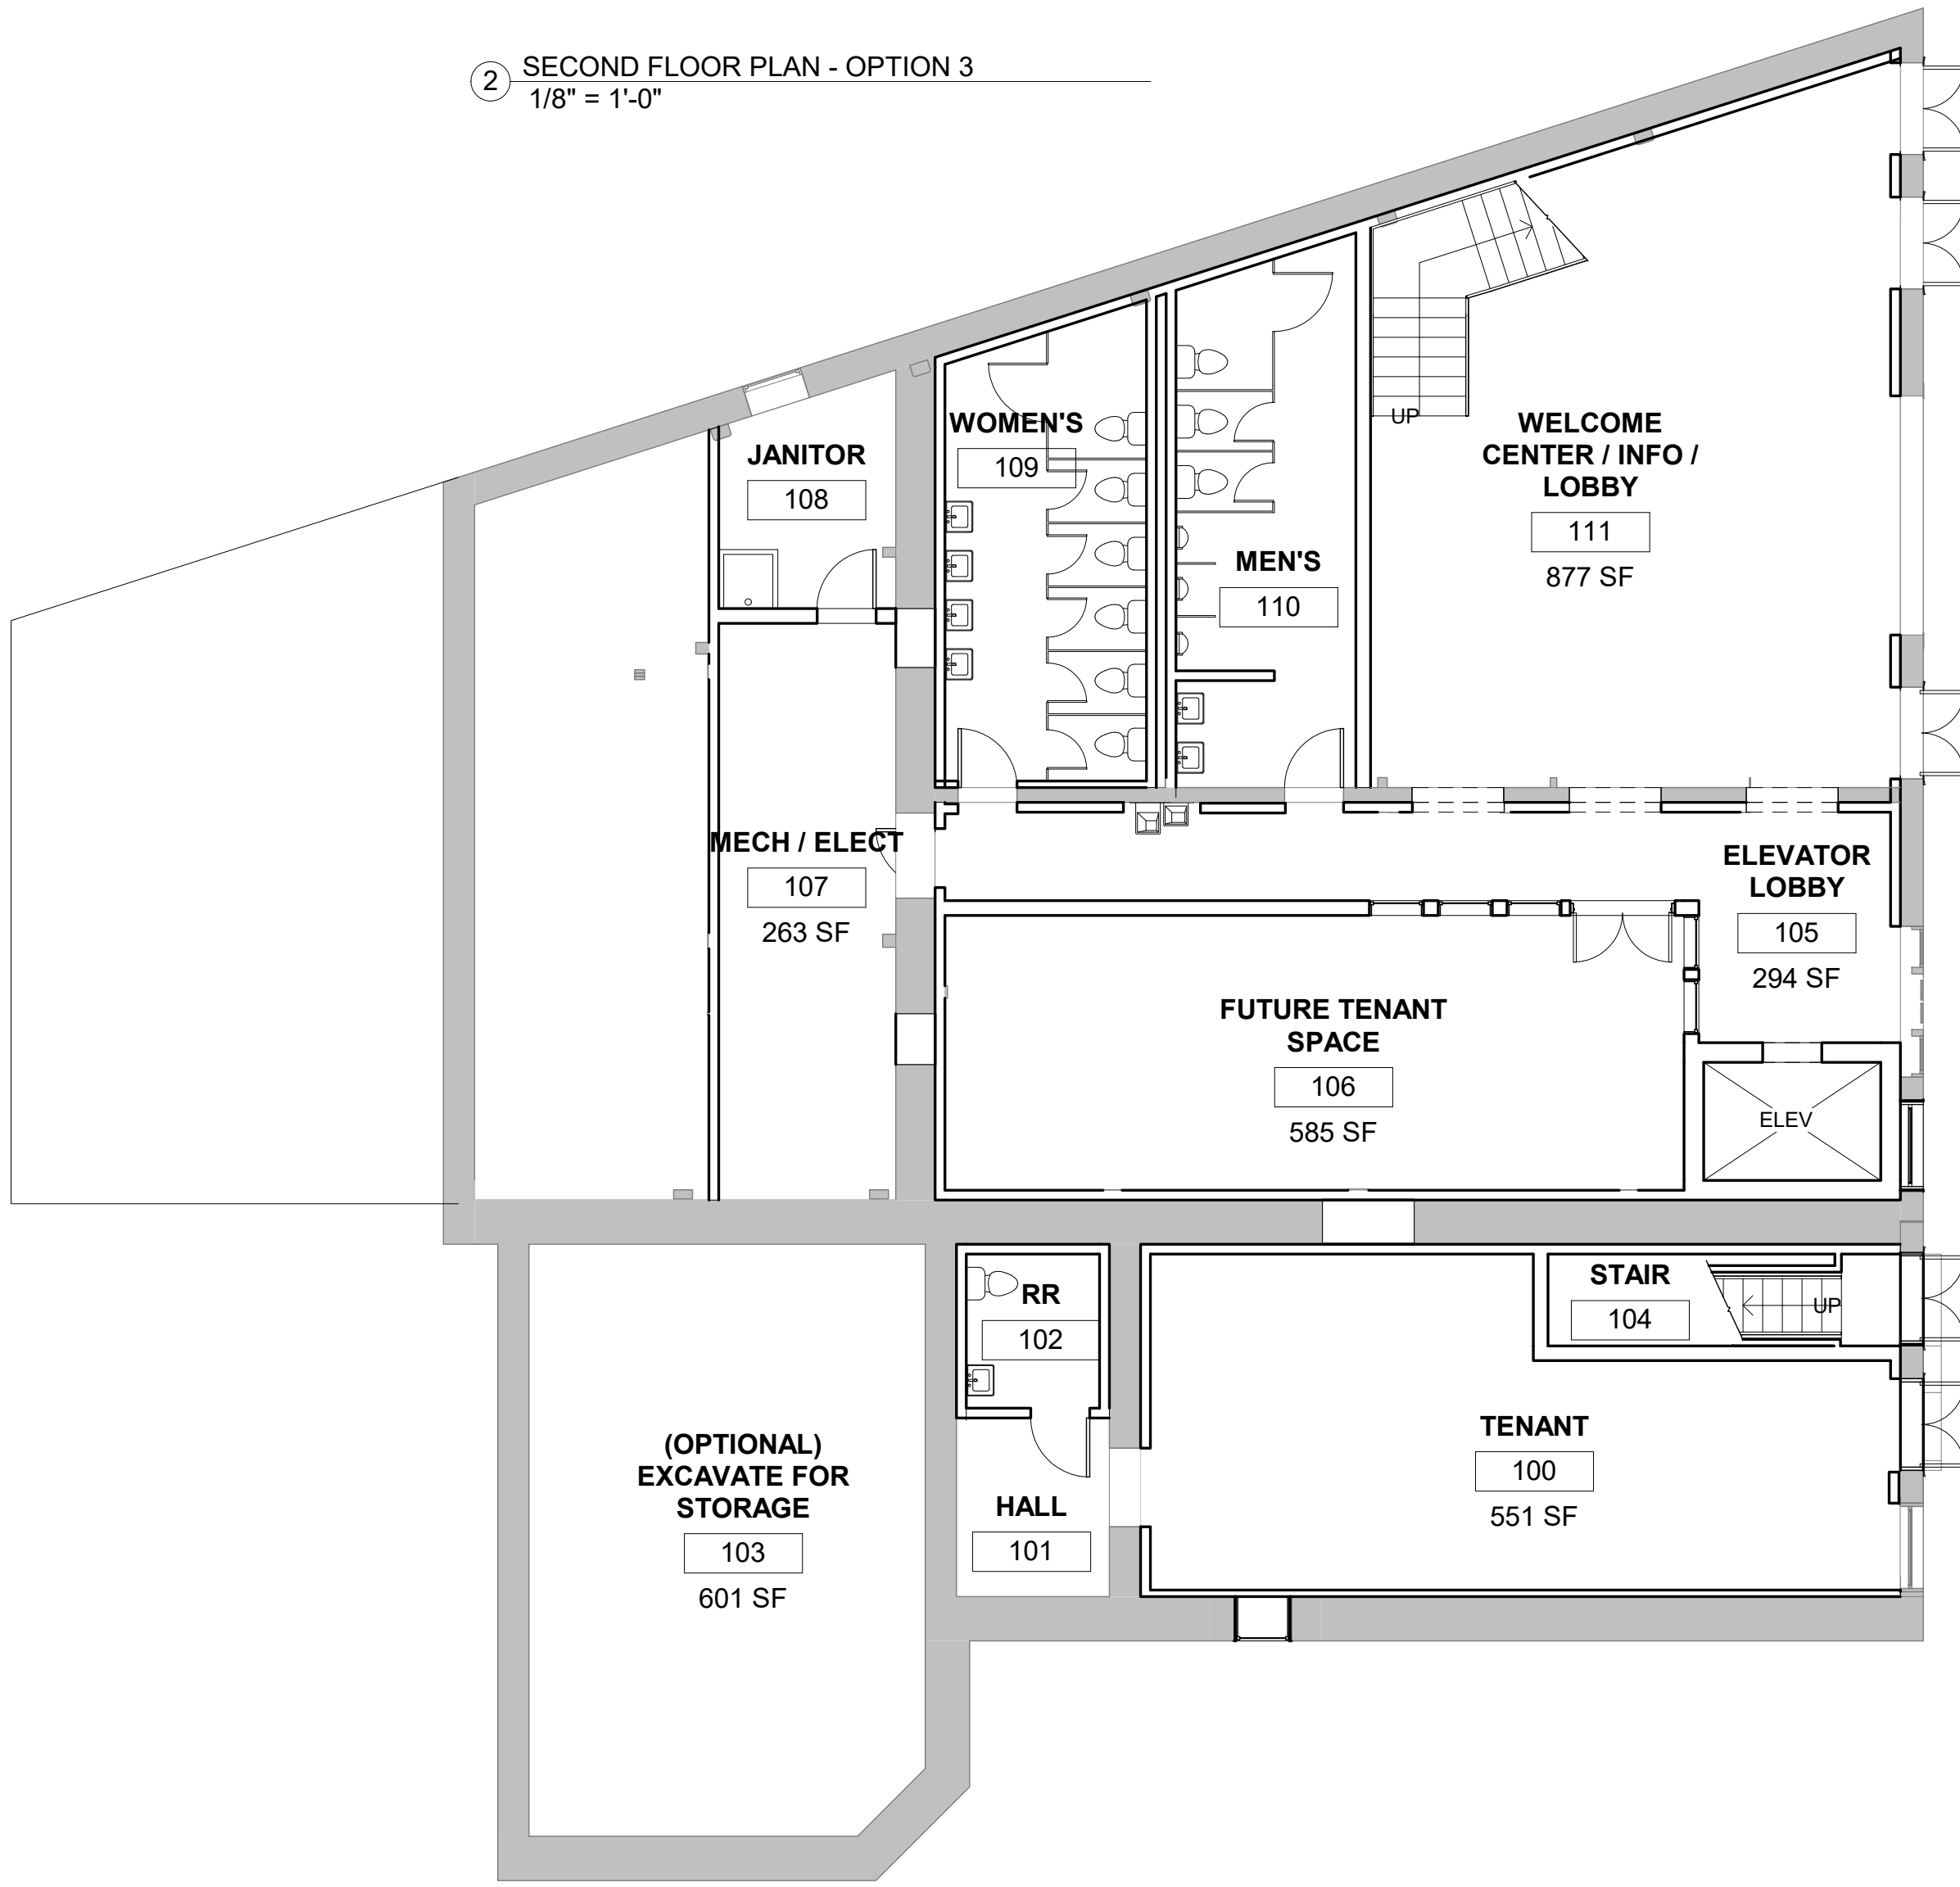 2
SECOND FLOOR PLAN - OPTION 3
1/8" = 1'-0"
UP
WELCOME
CENTER / INFO /
LOBBY
111
877 SF
WOMEN'S
109
JANITOR
108
MEN'S
110
MECH / ELECT
107
263 SF
ELEVATOR
LOBBY
105
294 SF
FUTURE TENANT
SPACE
106
585 SF
ELEV
STAIR
104
UP
RR
102
TENANT
100
551 SF
(OPTIONAL)
EXCAVATE FOR
STORAGE
103
601 SF
HALL
101